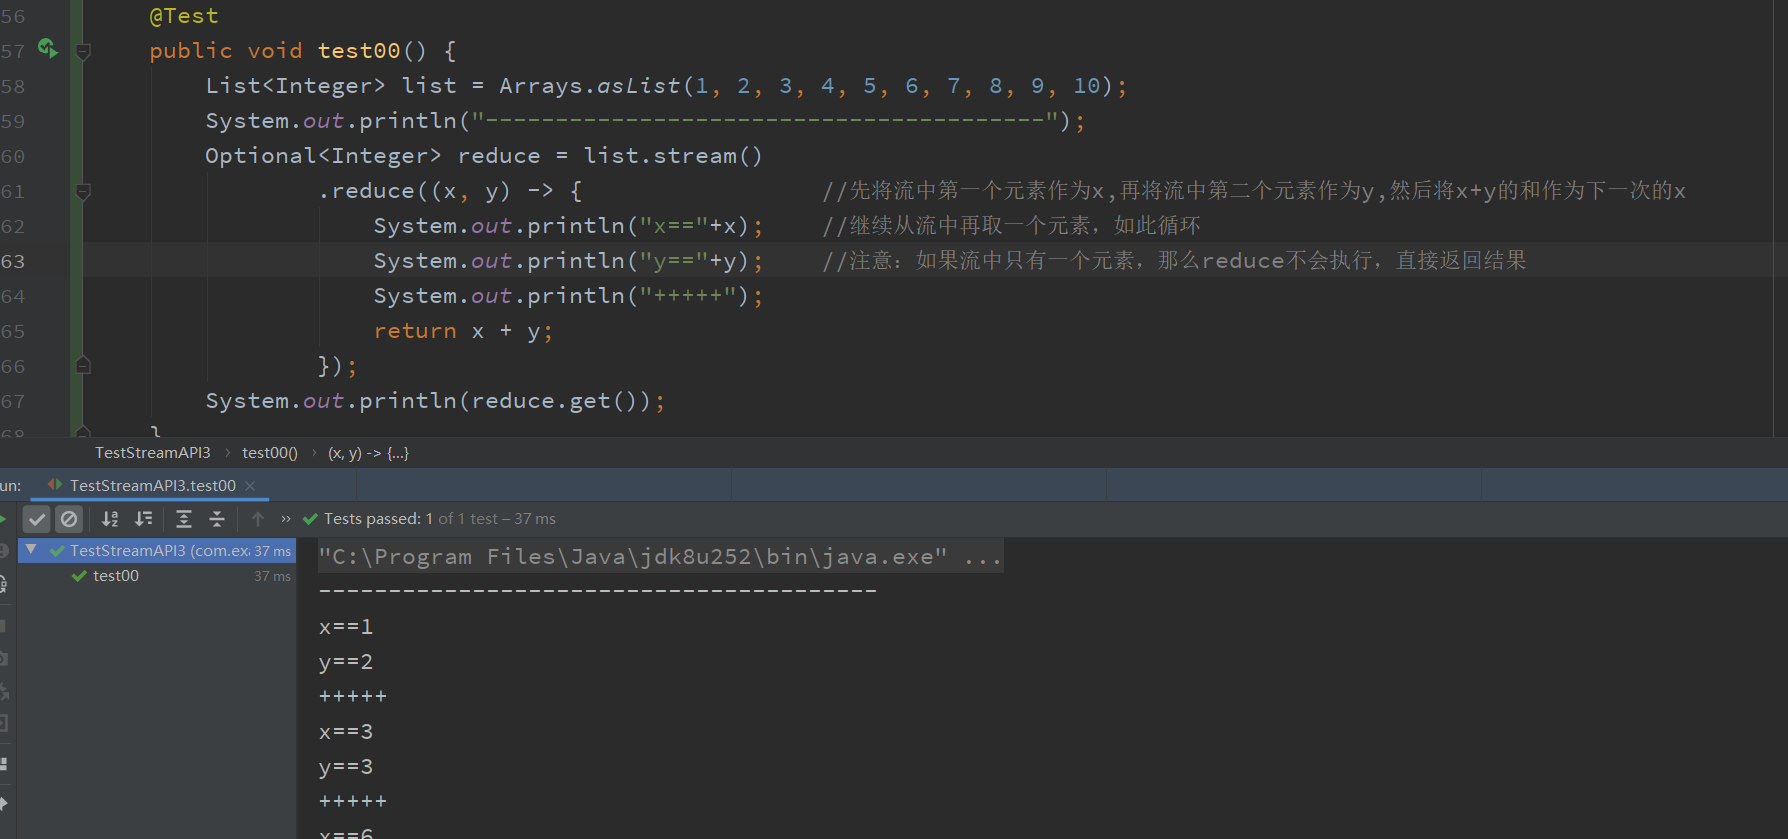 56 @Test
57 public void test00() {
58 List<Integer> list = Arrays.asList(1, 2, 3, 4, 5, 6, 7, 8, 9, 10);
59 System.out.println("----------------------------------------");
60 Optional<Integer> reduce = list.stream()
61 .reduce((x, y) -> { //先将流中第一个元素作为x,再将流中第二个元素作为y,然后将x+y的和作为下一次的x
62 System.out.println("x=="+x); //继续从流中再取一个元素，如此循环
63 System.out.println("y=="+y); //注意：如果流中只有一个元素，那么reduce不会执行，直接返回结果
64 System.out.println("+++++");
65 return x + y;
66 });
67 System.out.println(reduce.get());
68 }
TestStreamAPI3 › test00() › (x, y) -> {...}
un: TestStreamAPI3.test00 ×
» Tests passed: 1 of 1 test – 37 ms
TestStreamAPI3 (com.ex 37 ms
test00 37 ms
"C:\Program Files\Java\jdk8u252\bin\java.exe" ...
----------------------------------------
x==1
y==2
+++++
x==3
y==3
+++++
x==6